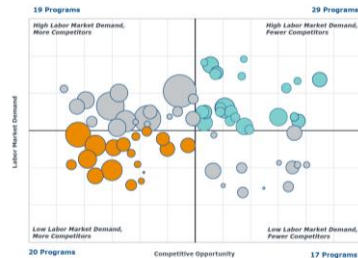 19 Programs
29 Programs
High Labor Market Demand,
More Competitors
High Labor Market Demand,
Fewer Competitors
Labor Market Demand
Low Labor Market Demand,
More Competitors
Low Labor Market Demand,
Fewer Competitors
20 Programs
Competitive Opportunity
17 Programs